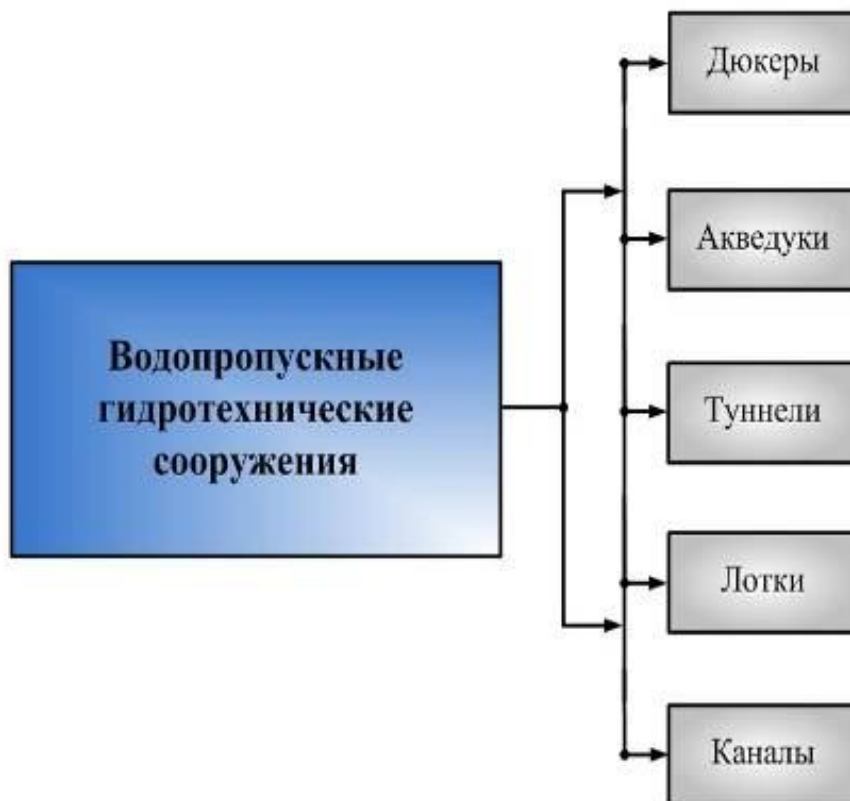 Водопропускные
гидротехнические
сооружения
Дюкеры
Акведуки
Туннели
Лотки
Каналы